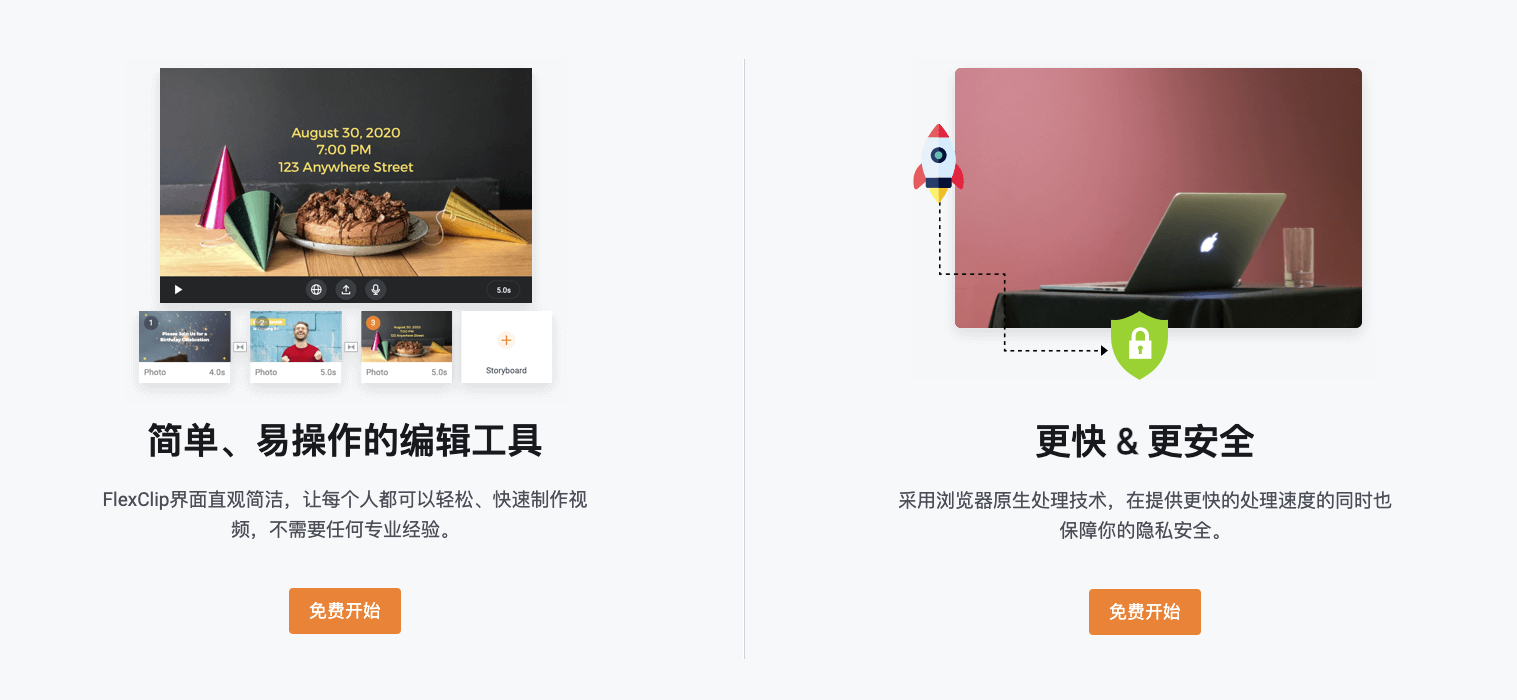 August 30, 2020
7:00 PM
123 Anywhere Street
5.0s
1
Please Join Us for a
Birthday Celebration
2
3
August 30, 2020
7:00 PM
123 Anywhere Street
Photo
4.0s
Photo
5.0s
Photo
5.0s
Storyboard
简单、易操作的编辑工具
FlexClip界面直观简洁，让每个人都可以轻松、快速制作视
频，不需要任何专业经验。
免费开始
更快 & 更安全
采用浏览器原生处理技术，在提供更快的处理速度的同时也
保障你的隐私安全。
免费开始